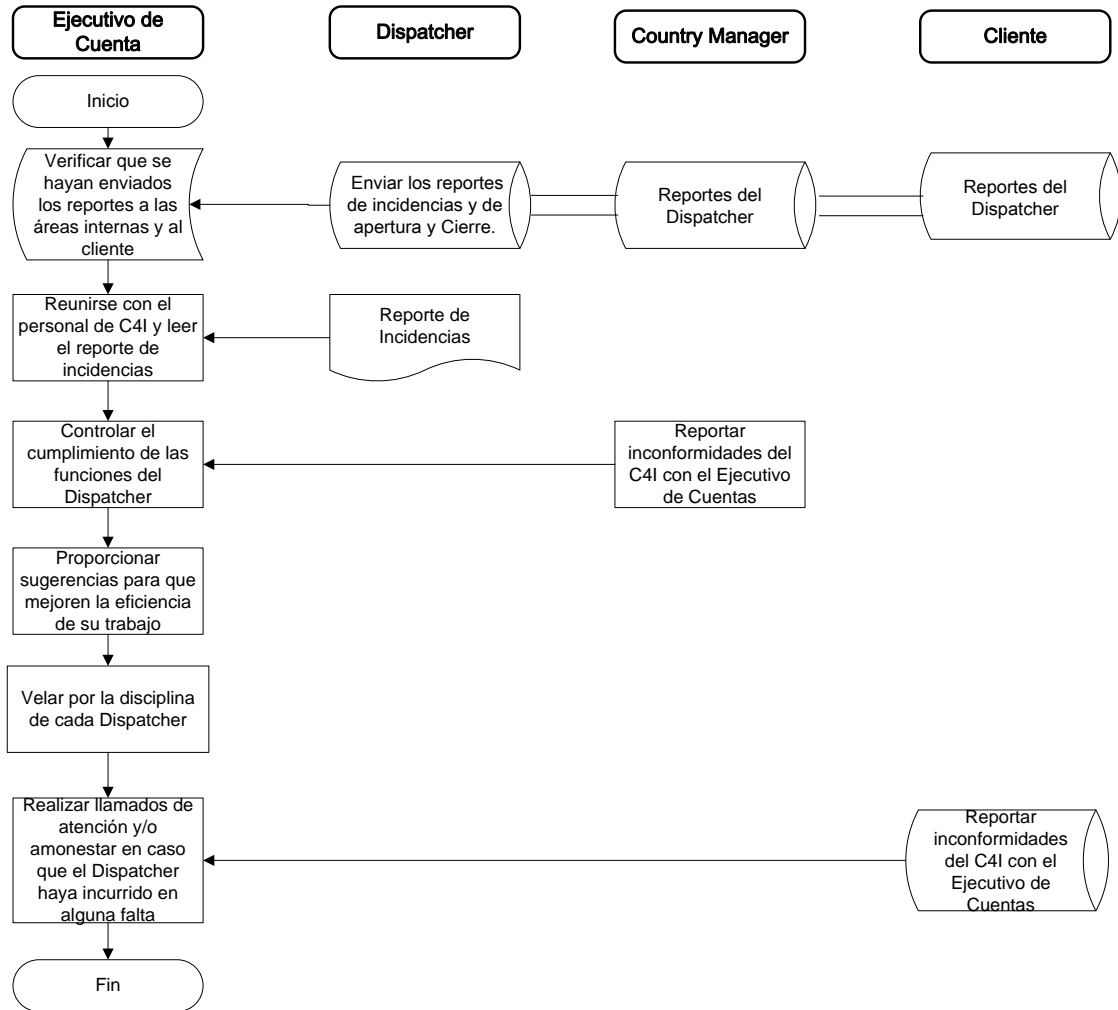 Ejecutivo de
Cuenta
Dispatcher
Country Manager
Cliente
Inicio
Verificar que se
hayan enviados
los reportes a las
áreas internas y al
cliente
Enviar los reportes
de incidencias y de
apertura y Cierre.
Reportes del
Dispatcher
Reportes del
Dispatcher
Reunirse con el
personal de C4I y leer
el reporte de
incidencias
Reporte de
Incidencias
Controlar el
cumplimiento de las
funciones del
Dispatcher
Reportar
inconformidades del
C4I con el Ejecutivo
de Cuentas
Proporcionar
sugerencias para que
mejoren la eficiencia
de su trabajo
Velar por la disciplina
de cada Dispatcher
Realizar llamados de
atención y/o
amonestar en caso
que el Dispatcher
haya incurrido en
alguna falta
Reportar
inconformidades
del C4I con el
Ejecutivo de
Cuentas
Fin